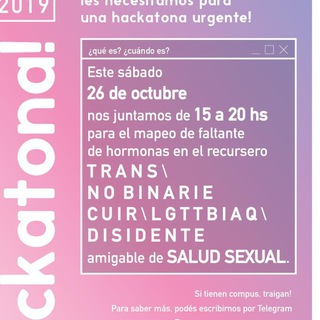 2019
les necesitamos para
una hackatona urgente!
ckatona!
¿qué es? ¿cuándo es?
Este sábado
26 de octubre
nos juntamos de 15 a 20 hs
para el mapeo de faltante
de hormonas en el recursero
TRANS\
NO BINARIE
CUIR\LGTTBIAQ\
DISIDENTE
amigable de SALUD SEXUAL.
Si tienen compus, traigan!
Para saber más, podés escribirnos por Telegram